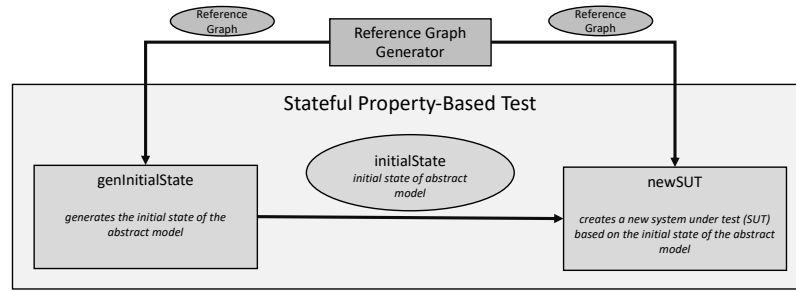 Reference
Graph
Reference Graph
Generator
Reference
Graph
Stateful Property-Based Test
genInitialState
generates the initial state of the
abstract model
initialState
initial state of abstract
model
newSUT
creates a new system under test (SUT)
based on the initial state of the abstract
model